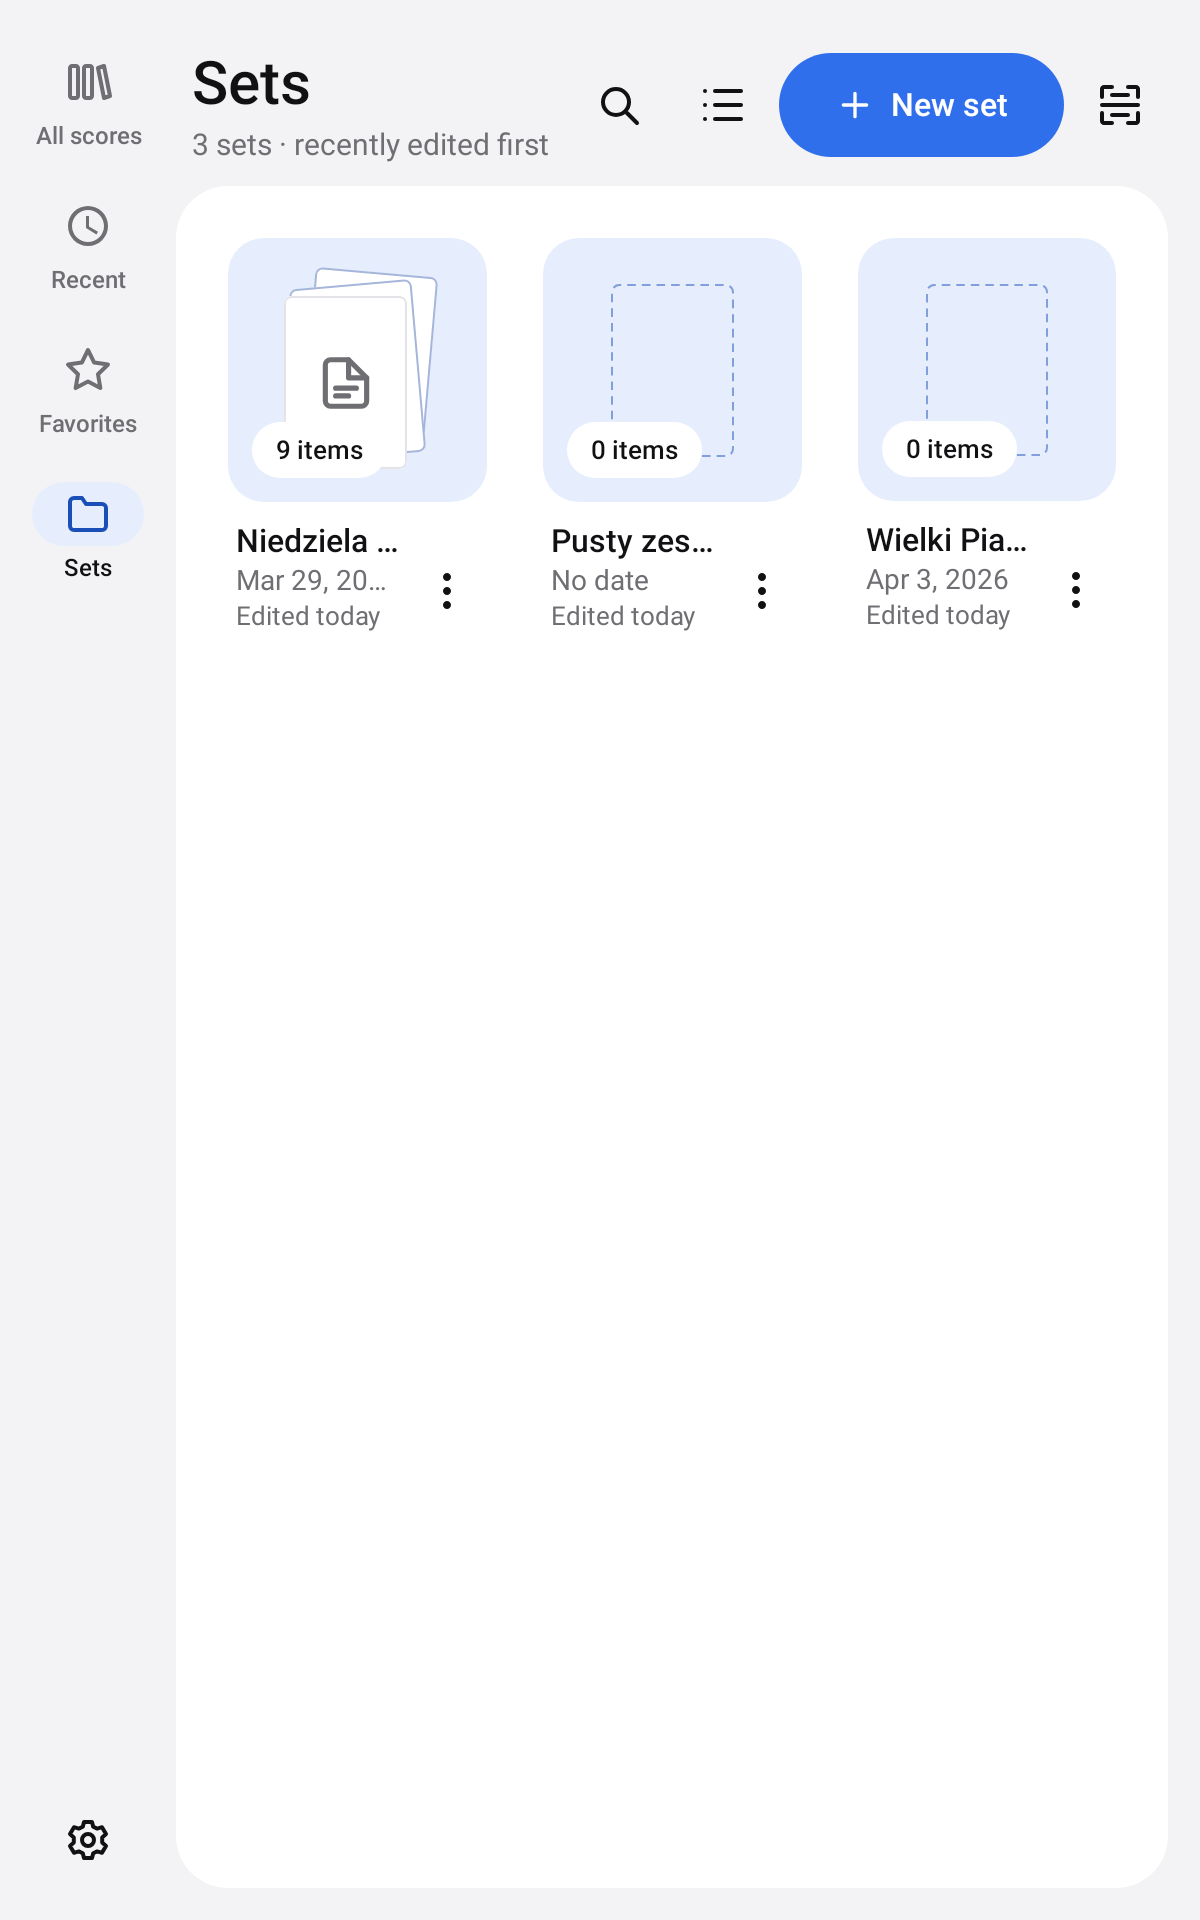 Sets
3 sets · recently edited first
New set
All scores
Recent
Favorites
Sets
9 items
Niedziela ...
Mar 29, 20...
Edited today
0 items
Pusty zes...
No date
Edited today
0 items
Wielki Pia...
Apr 3, 2026
Edited today